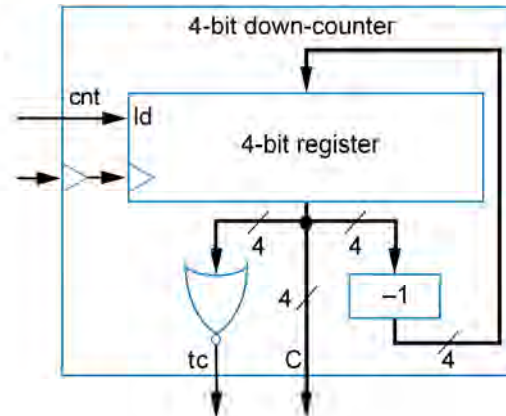 4-bit down-counter
cnt
ld
4-bit register
4
4
4
–1
tc
C
4